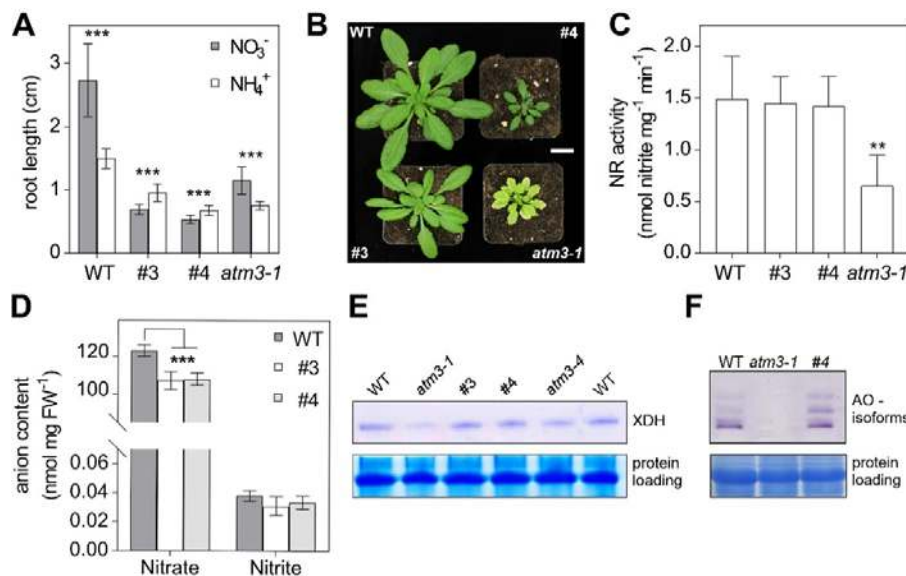 A
***
***
***
***
NO₃⁻
NH₄⁺
3
2
1
0
root length (cm)
WT
#3
#4
atm3-1
B
WT
#4
#3
atm3-1
C
NR activity
(nmol nitrite mg⁻¹ min⁻¹)
2.0
1.5
1.0
0.5
0.0
**
WT
#3
#4
atm3-1
D
anion content
(nmol mg FW⁻¹)
120
100
0.06
0.04
0.02
0.00
***
WT
#3
#4
Nitrate
Nitrite
E
WT
atm3-1
#3
#4
atm3-4
WT
XDH
protein
loading
F
WT
atm3-1
#4
AO -
isoforms
protein
loading